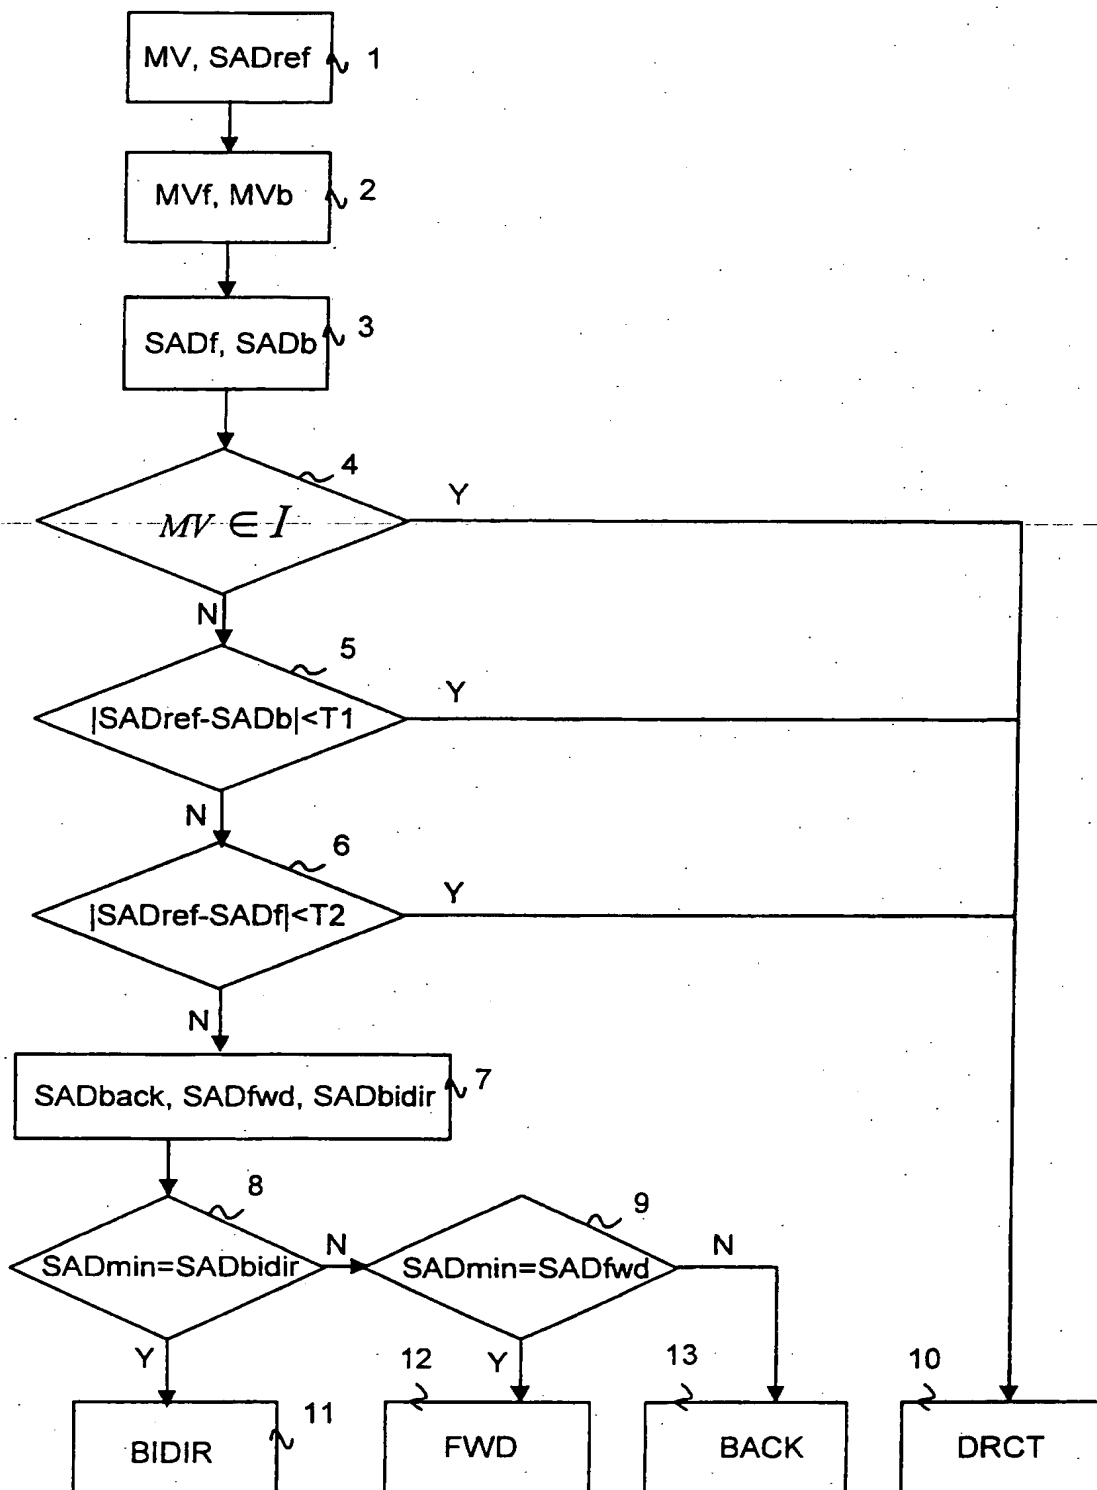 MV, SADref
1
MVf, MVb
2
SADf, SADb
3
4
MV ∈ I
Y
N
5
|SADref-SADb|<T1
Y
N
6
|SADref-SADf|<T2
Y
N
SADback, SADfwd, SADbidir
7
8
SADmin=SADbidir
N
9
SADmin=SADfwd
N
Y
Y
11
BIDIR
12
FWD
13
BACK
10
DRCT